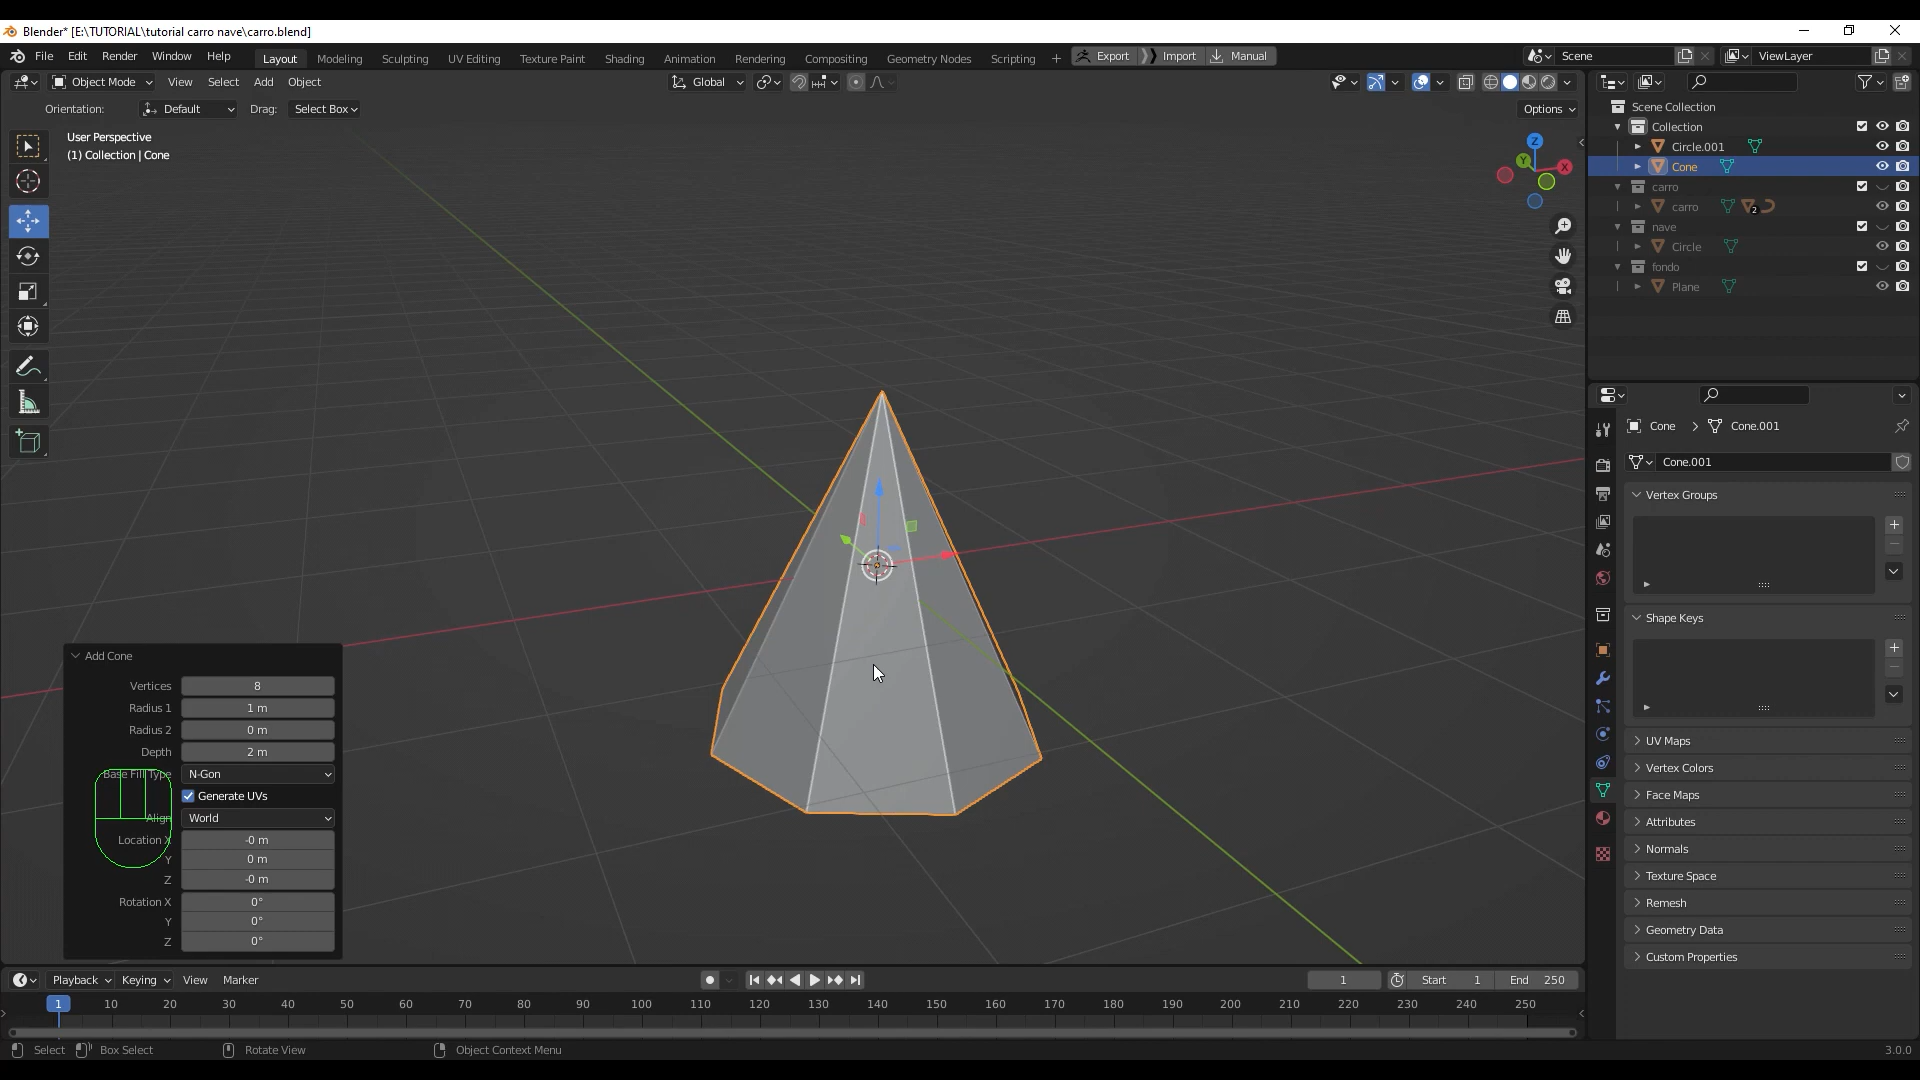 Blender* [E:\TUTORIAL\tutorial carro nave\carro.blend]
File Edit Render Window Help Layout Modeling Sculpting UV Editing Texture Paint Shading Animation Rendering Compositing Geometry Nodes Scripting + Export Import Manual Scene ViewLayer
Object Mode View Select Add Object Global
Orientation: Default Drag: Select Box Options
User Perspective
(1) Collection | Cone
Z
Y
X
Scene Collection
Collection
Circle.001
Cone
carro
carro 2
nave
Circle
fondo
Plane
Cone > Cone.001
Cone.001
Vertex Groups
Shape Keys
UV Maps
Vertex Colors
Face Maps
Attributes
Normals
Texture Space
Remesh
Geometry Data
Custom Properties
Add Cone
Vertices 8
Radius 1 1 m
Radius 2 0 m
Depth 2 m
Base Fill Type N-Gon
Generate UVs
Align World
Location X -0 m
Y 0 m
Z -0 m
Rotation X 0°
Y 0°
Z 0°
Playback Keying View Marker 1 Start 1 End 250
1 10 20 30 40 50 60 70 80 90 100 110 120 130 140 150 160 170 180 190 200 210 220 230 240 250
Select Box Select Rotate View Object Context Menu 3.0.0